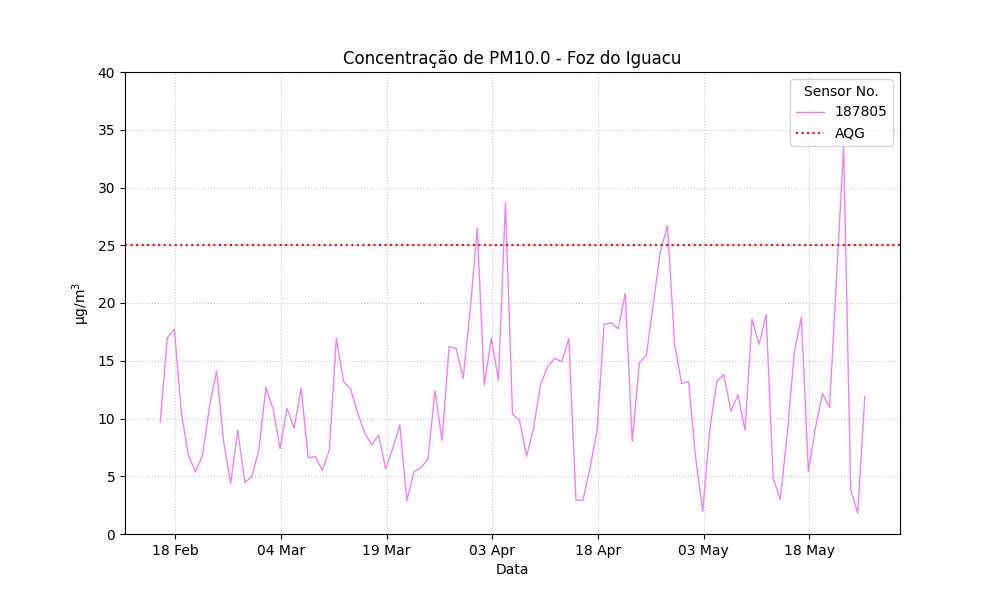 Concentração de PM10.0 - Foz do Iguacu
40
35
30
25
20
15
10
5
0
µg/m³
Sensor No.
187805
AQG
18 Feb
04 Mar
19 Mar
03 Apr
18 Apr
03 May
18 May
Data